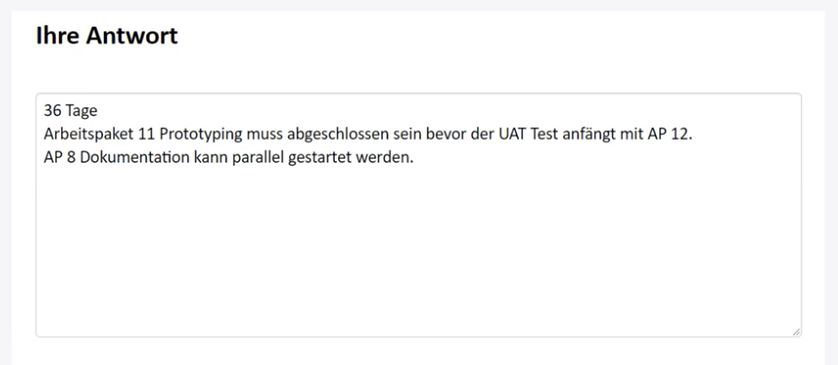 Ihre Antwort
36 Tage
Arbeitspaket 11 Prototyping muss abgeschlossen sein bevor der UAT Test anfängt mit AP 12.
AP 8 Dokumentation kann parallel gestartet werden.